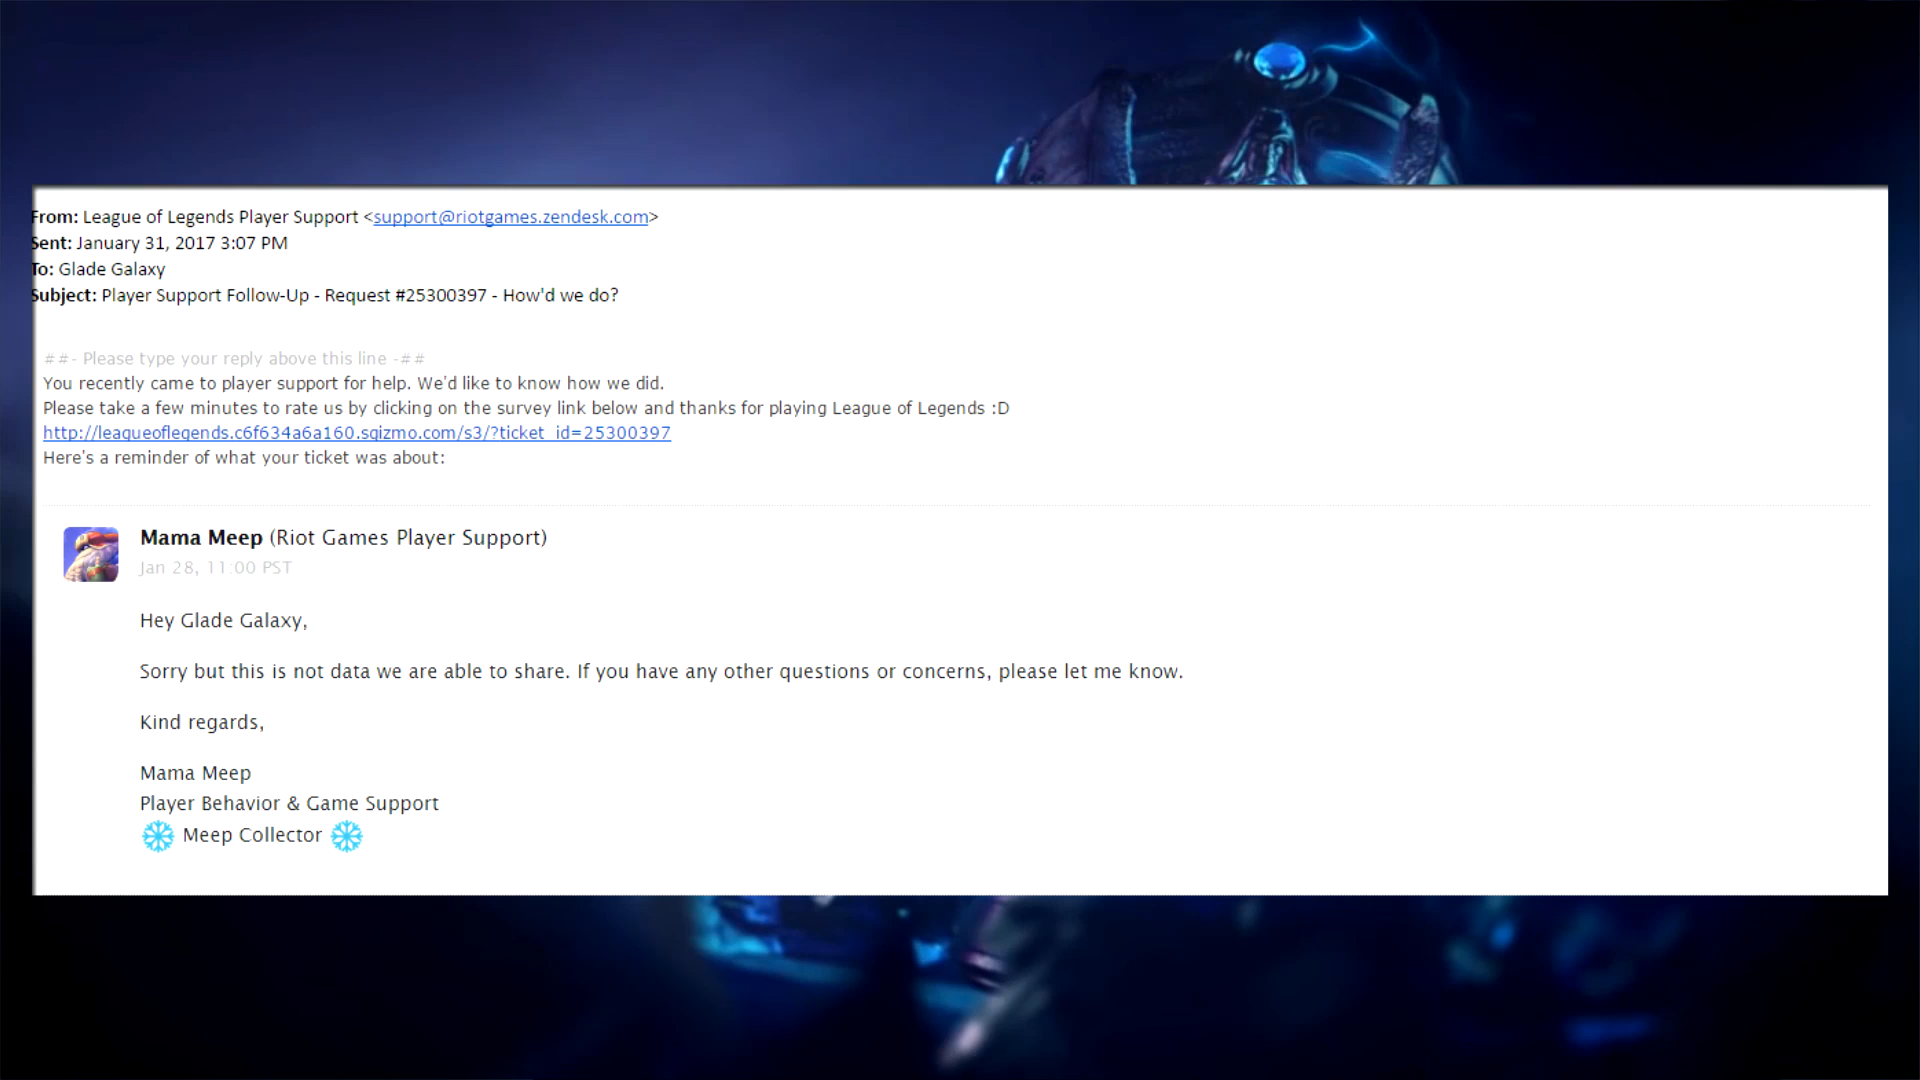 From: League of Legends Player Support <support@riotgames.zendesk.com>
Sent: January 31, 2017 3:07 PM
To: Glade Galaxy
Subject: Player Support Follow-Up - Request #25300397 - How'd we do?
##- Please type your reply above this line -##
You recently came to player support for help. We'd like to know how we did.
Please take a few minutes to rate us by clicking on the survey link below and thanks for playing League of Legends :D
http://leagueoflegends.c6f634a6a160.sgizmo.com/s3/?ticket_id=25300397
Here's a reminder of what your ticket was about:
Mama Meep (Riot Games Player Support)
Jan 28, 11:00 PST
Hey Glade Galaxy,
Sorry but this is not data we are able to share. If you have any other questions or concerns, please let me know.
Kind regards,
Mama Meep
Player Behavior & Game Support
Meep Collector